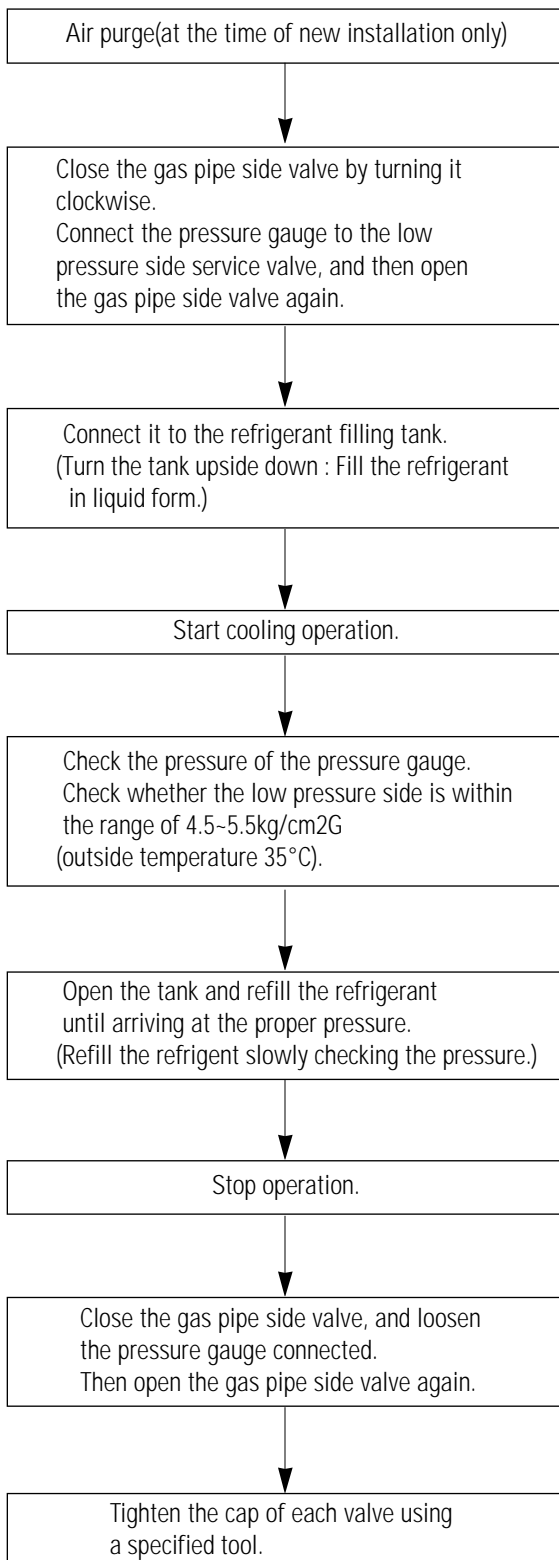 Air purge(at the time of new installation only)
Close the gas pipe side valve by turning it
clockwise.
Connect the pressure gauge to the low
pressure side service valve, and then open
the gas pipe side valve again.
Connect it to the refrigerant filling tank.
(Turn the tank upside down : Fill the refrigerant
in liquid form.)
Start cooling operation.
Check the pressure of the pressure gauge.
Check whether the low pressure side is within
the range of 4.5~5.5kg/cm2G
(outside temperature 35°C).
Open the tank and refill the refrigerant
until arriving at the proper pressure.
(Refill the refrigent slowly checking the pressure.)
Stop operation.
Close the gas pipe side valve, and loosen
the pressure gauge connected.
Then open the gas pipe side valve again.
Tighten the cap of each valve using
a specified tool.